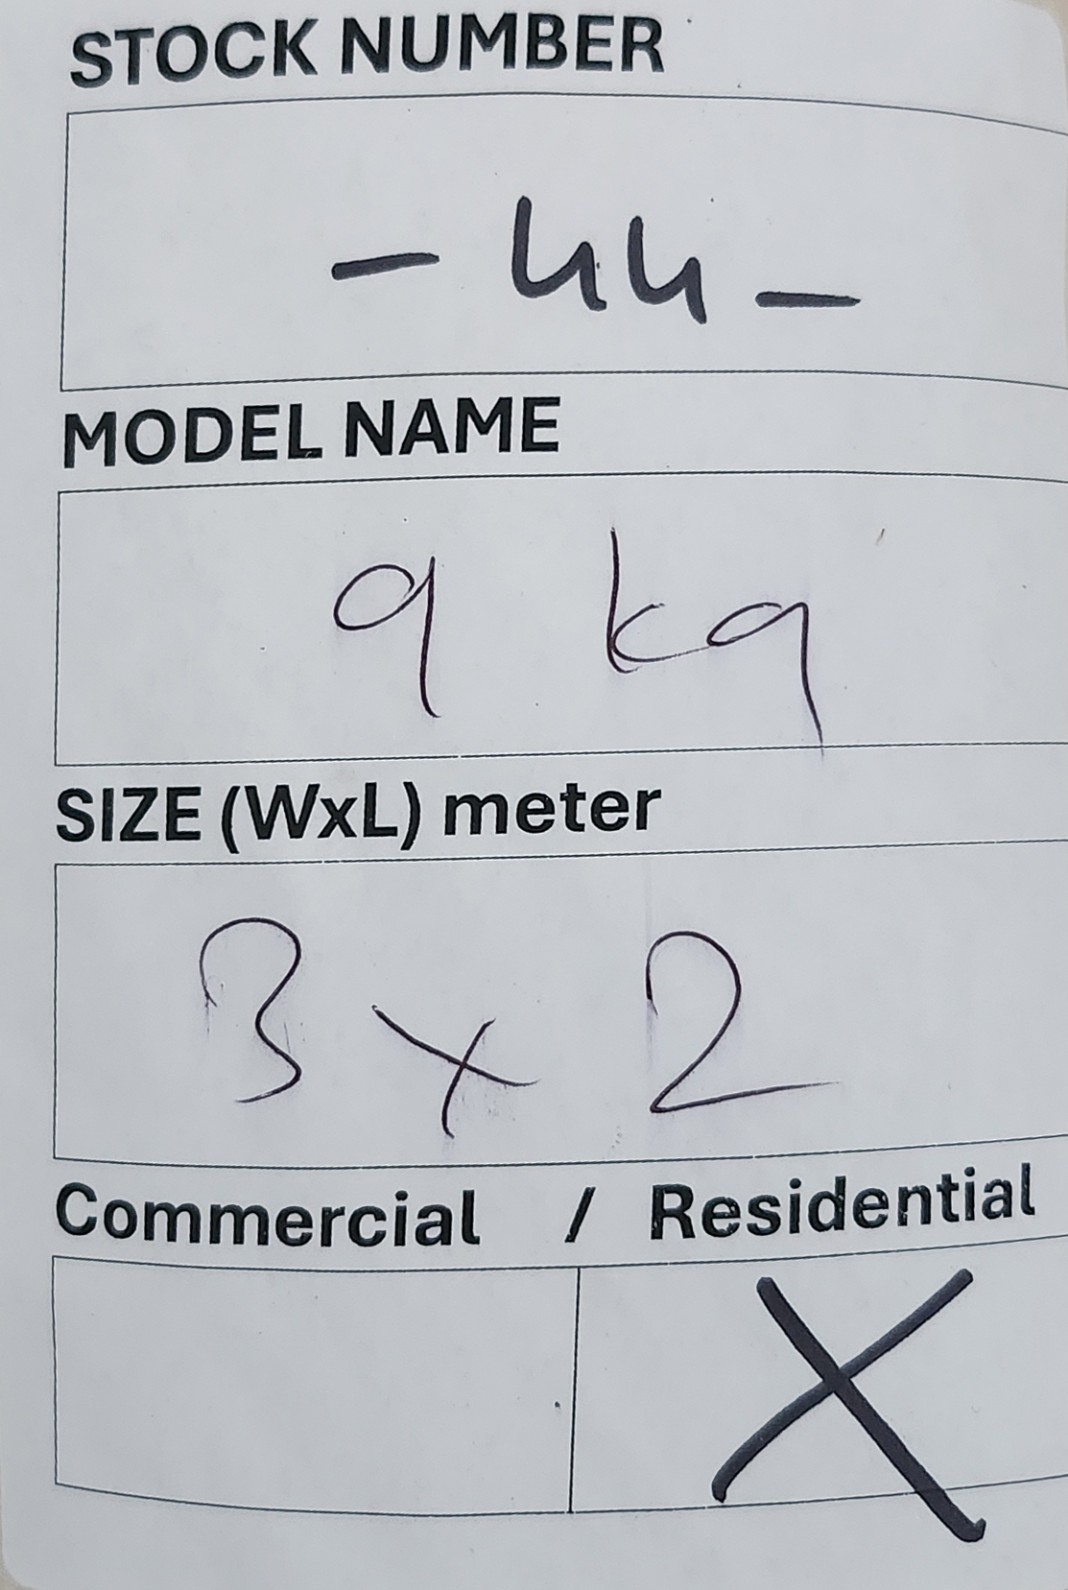 STOCK NUMBER
- 44 -
MODEL NAME
9 kg
SIZE (WxL) meter
3 x 2
Commercial / Residential
X